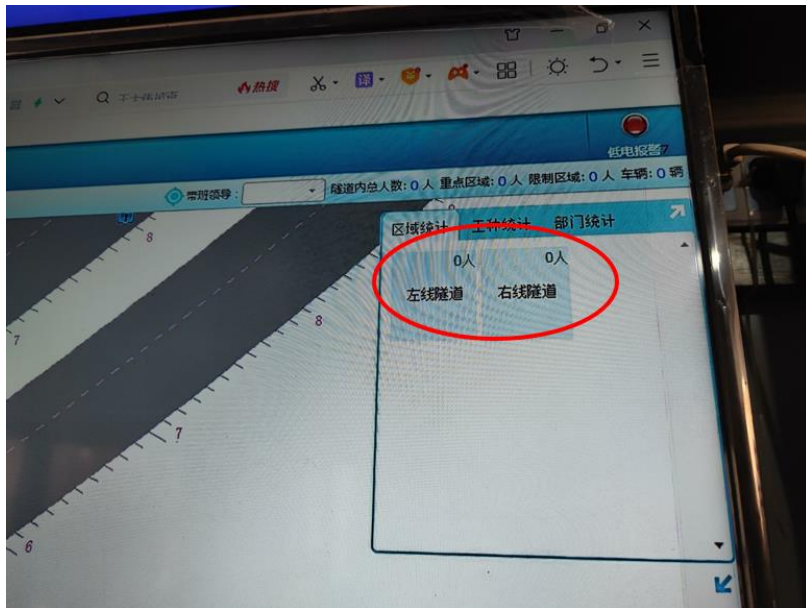 热搜
译
低电报警7
带班领导：
隧道内总人数：0 人 重点区域：0 人 限制区域：0 人 车辆：0 辆
区域统计 工种统计 部门统计
0人 0人
左线隧道 右线隧道
8
8
7
7
6